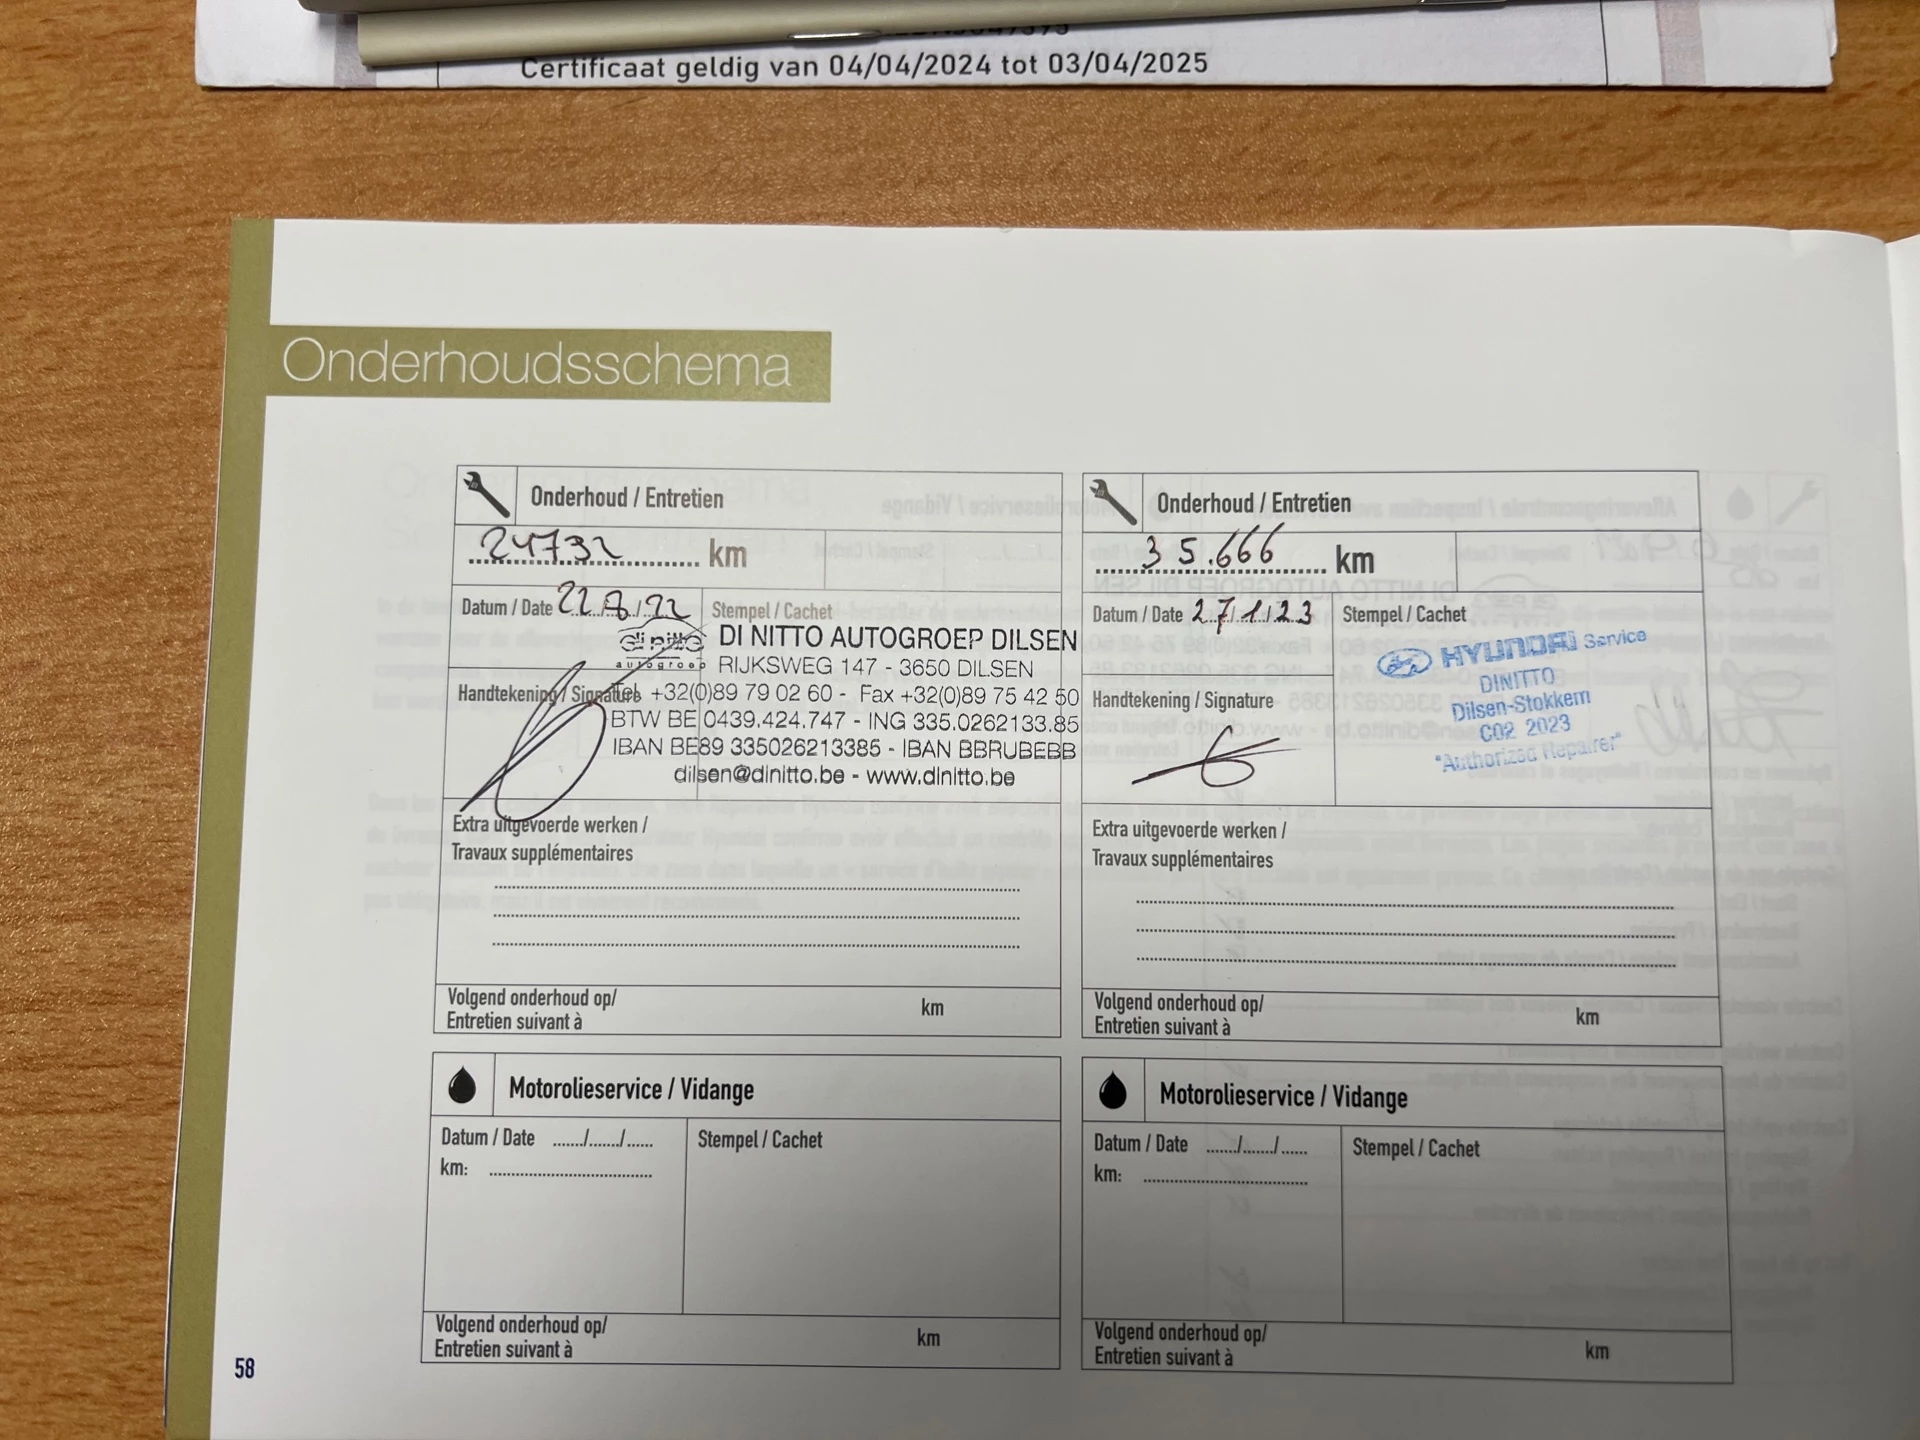 Certificaat geldig van 04/04/2024 tot 03/04/2025
Onderhoudsschema
Onderhoud / Entretien
24732 km
Datum / Date 22/8/22
Stempel / Cachet
di nitto
autogroep
DI NITTO AUTOGROEP DILSEN
RIJKSWEG 147 - 3650 DILSEN
Tel. +32(0)89 79 02 60 - Fax +32(0)89 75 42 50
BTW BE 0439.424.747 - ING 335.0262133.85
IBAN BE89 335026213385 - IBAN BBRUBEBB
dilsen@dinitto.be - www.dinitto.be
Handtekening / Signature
Extra uitgevoerde werken /
Travaux supplémentaires
Volgend onderhoud op/
Entretien suivant à
km
Onderhoud / Entretien
35.666 km
Datum / Date 27/1/23
Stempel / Cachet
HYUNDAI Service
DINITTO
Dilsen-Stokkem
C02 2023
"Authorized Repairer"
Handtekening / Signature
Extra uitgevoerde werken /
Travaux supplémentaires
Volgend onderhoud op/
Entretien suivant à
km
Motorolieservice / Vidange
Datum / Date ....../....../......
km:
Stempel / Cachet
Volgend onderhoud op/
Entretien suivant à
km
Motorolieservice / Vidange
Datum / Date ....../....../......
km:
Stempel / Cachet
Volgend onderhoud op/
Entretien suivant à
km
58